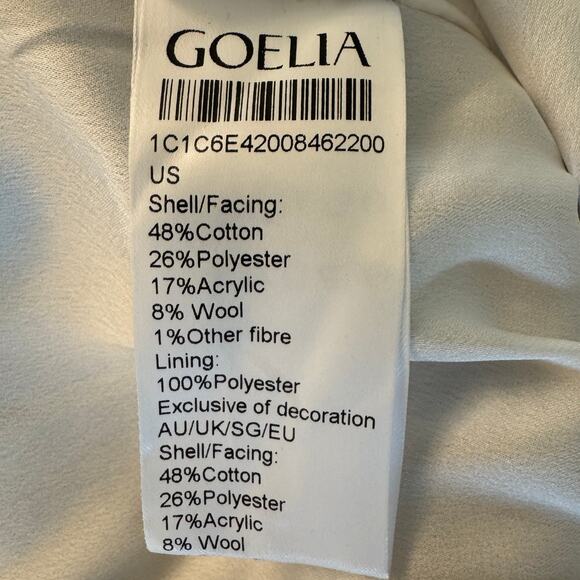 GOELIA
1C1C6E42008462200
US
Shell/Facing:
48%Cotton
26%Polyester
17%Acrylic
8% Wool
1%Other fibre
Lining:
100%Polyester
Exclusive of decoration
AU/UK/SG/EU
Shell/Facing:
48%Cotton
26%Polyester
17%Acrylic
8% Wool